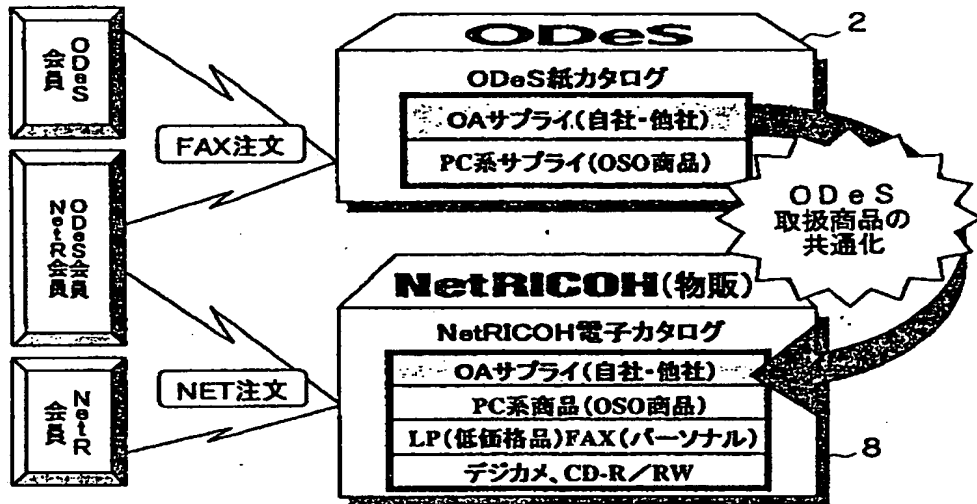 ODeS
会員
FAX注文
ODeS会員
NetR会員
NET注文
NetR
会員
ODeS
2
ODeS紙カタログ
OAサプライ(自社・他社)
PC系サプライ(OSO商品)
ODeS
取扱商品の
共通化
NetRICOH(物販)
NetRICOH電子カタログ
OAサプライ(自社・他社)
PC系商品(OSO商品)
LP(低価格品)FAX(パーソナル)
デジカメ、CD-R/RW
8